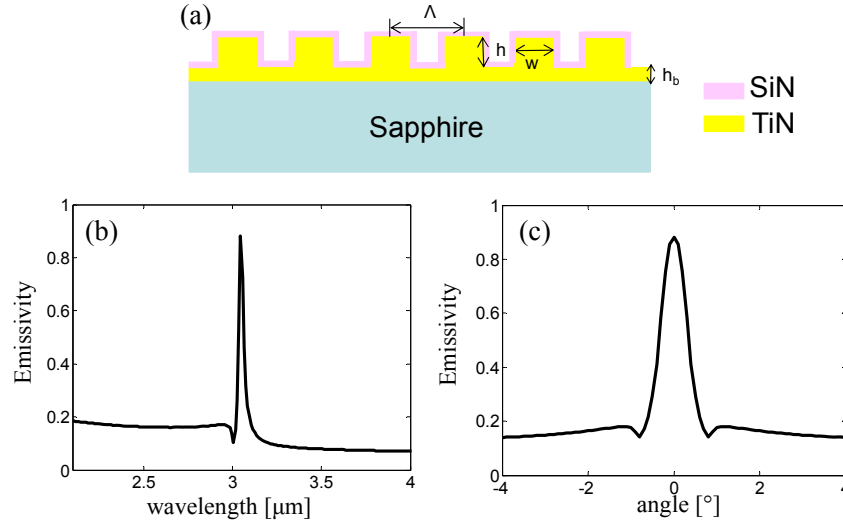 (a)
Λ
h
w
h_b
SiN
TiN
Sapphire
(b)
Emissivity
1
0.8
0.6
0.4
0.2
0
2.5
3
3.5
4
wavelength [μm]
(c)
Emissivity
1
0.8
0.6
0.4
0.2
0
-4
-2
0
2
4
angle [°]